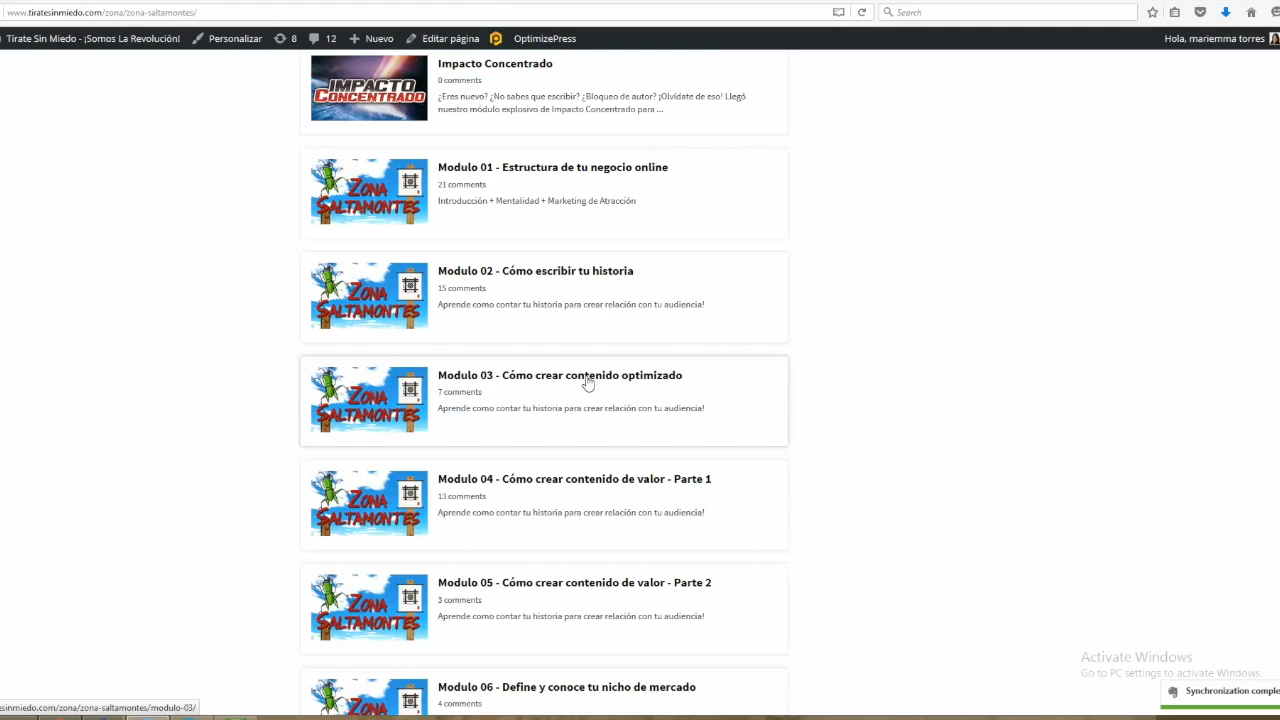 www.tiratesinmiedo.com/zona/zona-saltamontes/
Search
Tírate Sin Miedo - ¡Somos La Revolución!
Personalizar
8
12
Nuevo
Editar página
OptimizePress
Hola, mariemma torres
IMPACTO
CONCENTRADO
Impacto Concentrado
0 comments
¿Eres nuevo? ¿No sabes que escribir? ¿Bloqueo de autor? ¡Olvídate de eso! Llegó
nuestro módulo explosivo de Impacto Concentrado para ...
ZONA
SALTAMONTES
Modulo 01 - Estructura de tu negocio online
21 comments
Introducción + Mentalidad + Marketing de Atracción
ZONA
SALTAMONTES
Modulo 02 - Cómo escribir tu historia
15 comments
Aprende como contar tu historia para crear relación con tu audiencia!
ZONA
SALTAMONTES
Modulo 03 - Cómo crear contenido optimizado
7 comments
Aprende como contar tu historia para crear relación con tu audiencia!
ZONA
SALTAMONTES
Modulo 04 - Cómo crear contenido de valor - Parte 1
13 comments
Aprende como contar tu historia para crear relación con tu audiencia!
ZONA
SALTAMONTES
Modulo 05 - Cómo crear contenido de valor - Parte 2
3 comments
Aprende como contar tu historia para crear relación con tu audiencia!
ZONA
SALTAMONTES
Modulo 06 - Define y conoce tu nicho de mercado
4 comments
Activate Windows
Go to PC settings to activate Windows.
Synchronization comple
esinmiedo.com/zona/zona-saltamontes/modulo-03/